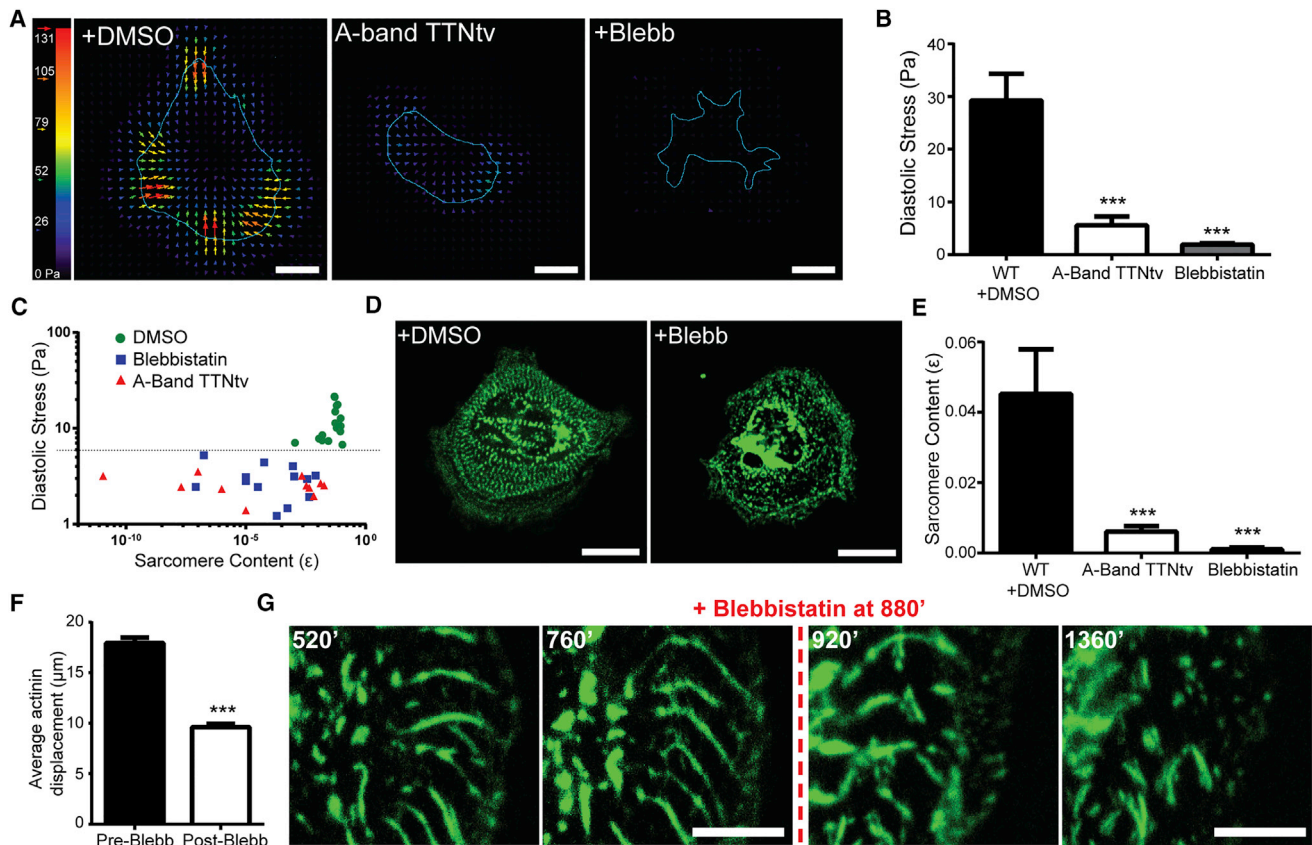 A
+DMSO
A-band TTNtv
+Blebb
131
105
79
52
26
0 Pa
B
Diastolic Stress (Pa)
40
30
20
10
0
WT
+DMSO
A-Band TTNtv
Blebbistatin
***
***
C
Diastolic Stress (Pa)
100
10
1
DMSO
Blebbistatin
A-Band TTNtv
10⁻¹⁰
10⁻⁵
10⁰
Sarcomere Content (ε)
D
+DMSO
+Blebb
E
Sarcomere Content (ε)
0.06
0.04
0.02
0.00
***
***
WT
+DMSO
A-Band TTNtv
Blebbistatin
F
Average actinin
displacement (μm)
20
15
10
5
0
***
Pre-Blebb
Post-Blebb
G
+ Blebbistatin at 880’
520’
760’
920’
1360’